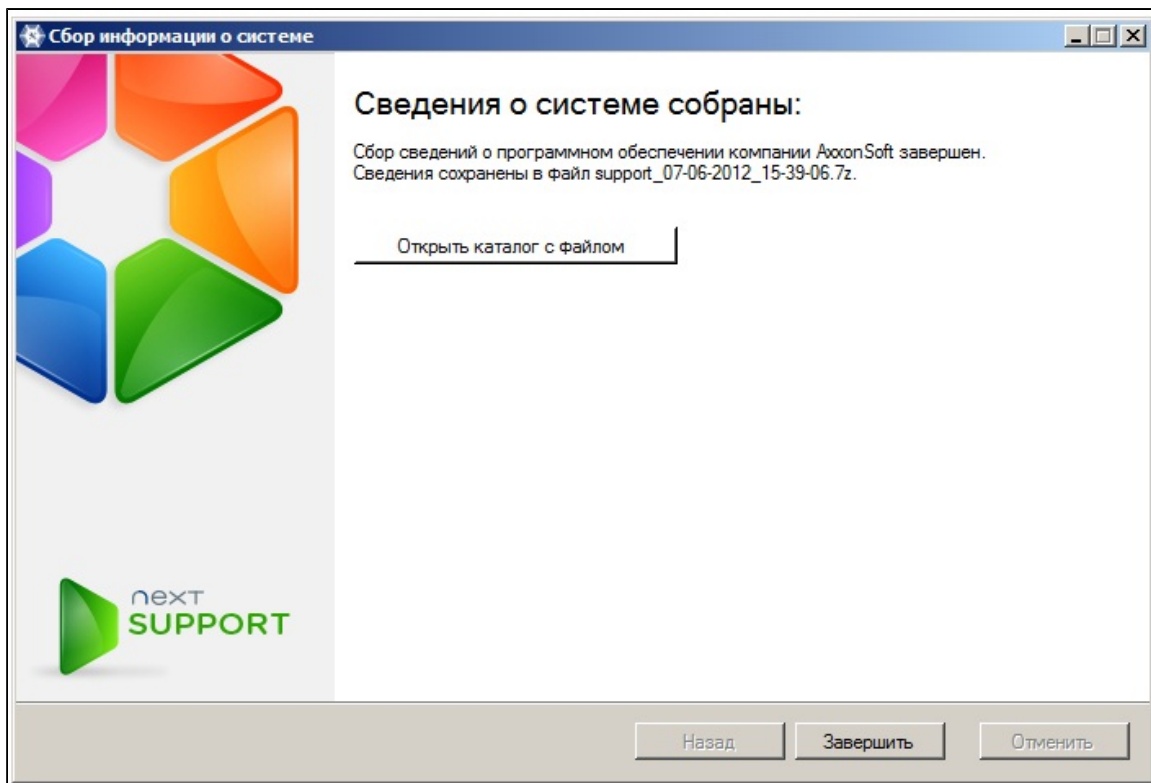 Сбор информации о системе
Сведения о системе собраны:
Сбор сведений о программном обеспечении компании AxxonSoft завершен.
Сведения сохранены в файл support_07-06-2012_15-39-06.7z.
Открыть каталог с файлом
next
SUPPORT
Назад
Завершить
Отменить